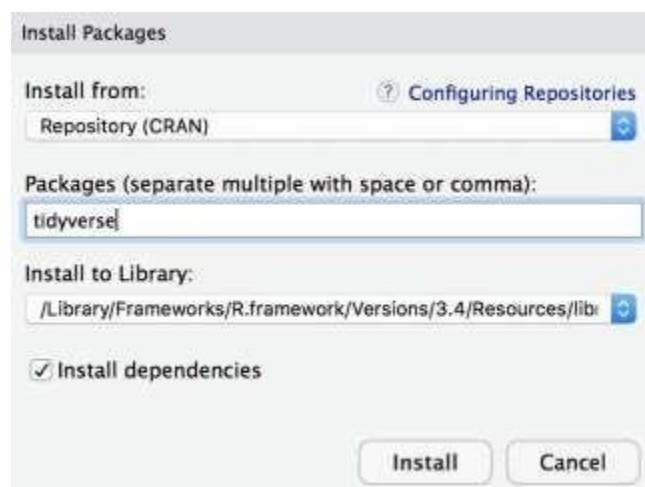 Install Packages
Install from:
? Configuring Repositories
Repository (CRAN)
Packages (separate multiple with space or comma):
tidyverse
Install to Library:
/Library/Frameworks/R.framework/Versions/3.4/Resources/libr
Install dependencies
Install
Cancel